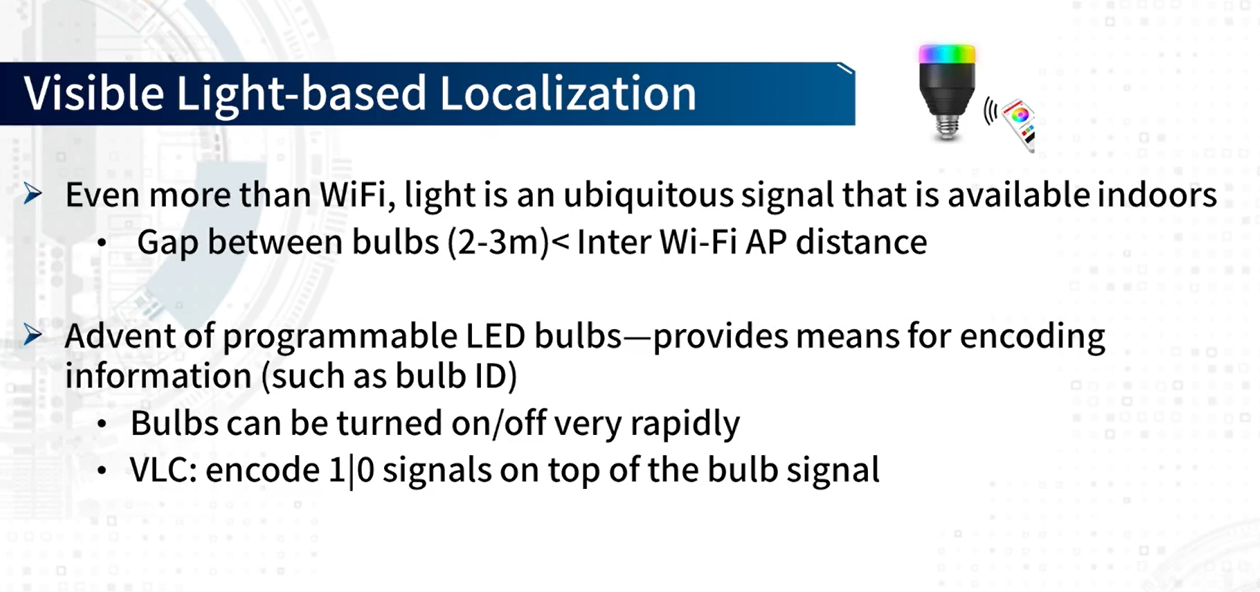 Visible Light-based Localization
Even more than WiFi, light is an ubiquitous signal that is available indoors
• Gap between bulbs (2-3m)< Inter Wi-Fi AP distance
Advent of programmable LED bulbs—provides means for encoding
information (such as bulb ID)
• Bulbs can be turned on/off very rapidly
• VLC: encode 1|0 signals on top of the bulb signal